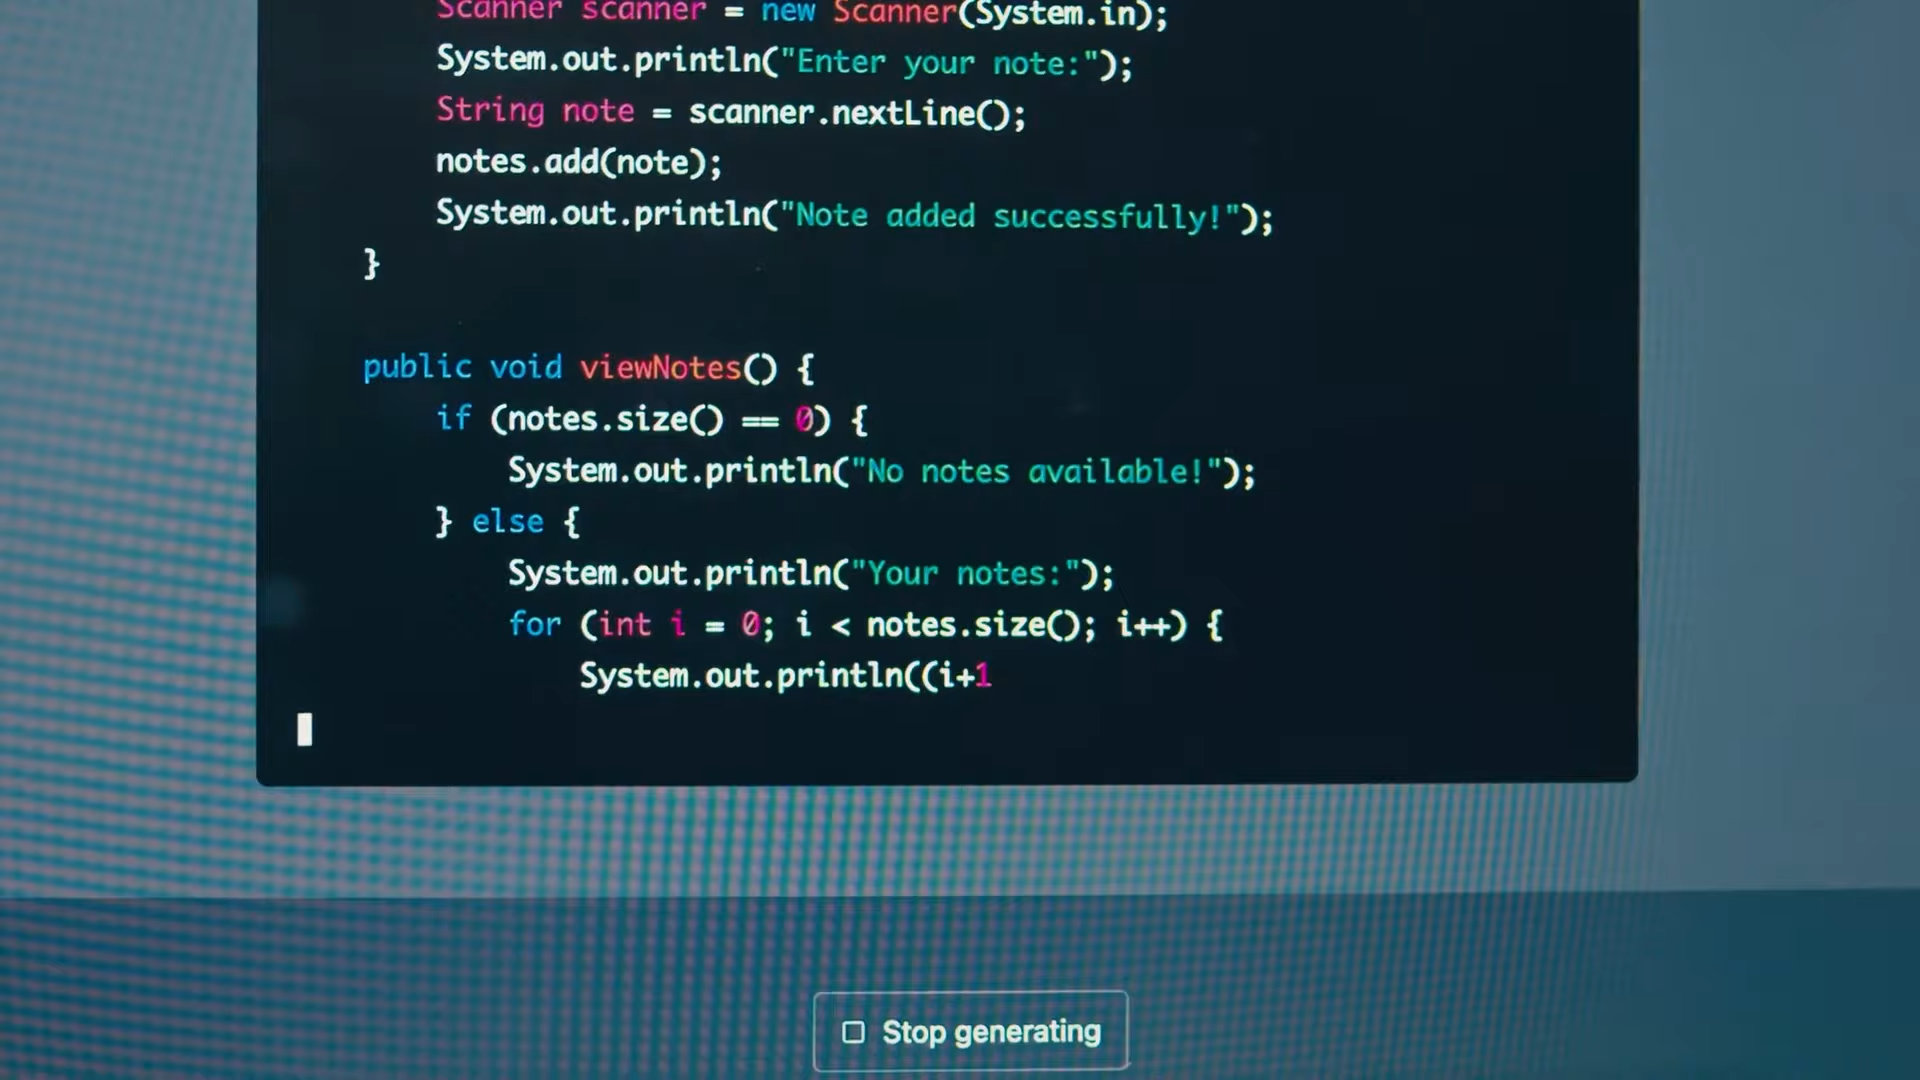 Scanner scanner = new Scanner(System.in);
System.out.println("Enter your note:");
String note = scanner.nextLine();
notes.add(note);
System.out.println("Note added successfully!");
}
public void viewNotes() {
if (notes.size() == 0) {
System.out.println("No notes available!");
} else {
System.out.println("Your notes:");
for (int i = 0; i < notes.size(); i++) {
System.out.println((i+1
Stop generating